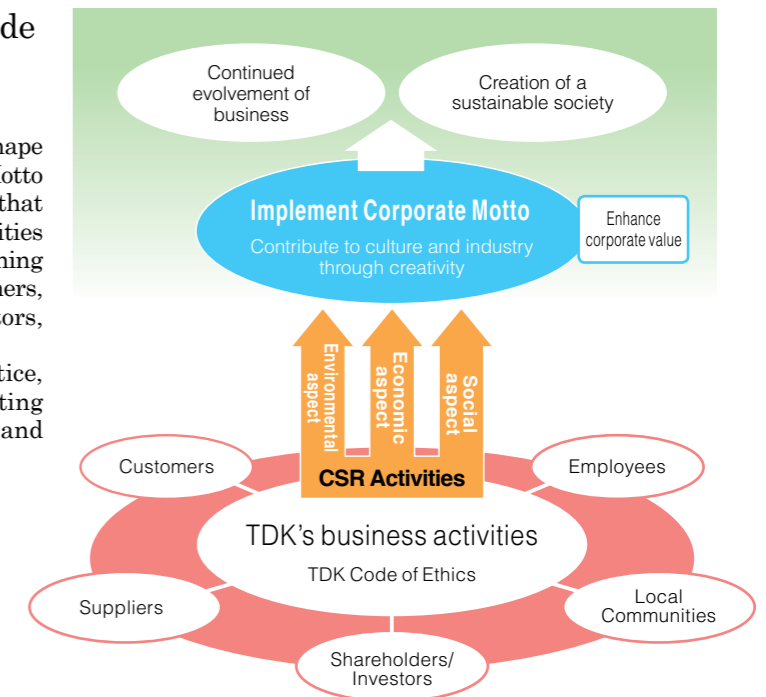 de
hape
Motto
that
ities
ning
ners,
tors,
tice,
ting
and
Continued
evolvement of
business
Creation of a
sustainable society
Implement Corporate Motto
Contribute to culture and industry
through creativity
Enhance
corporate value
Environmental
aspect
Economic
aspect
Social
aspect
CSR Activities
Customers
Employees
TDK’s business activities
TDK Code of Ethics
Suppliers
Local
Communities
Shareholders/
Investors